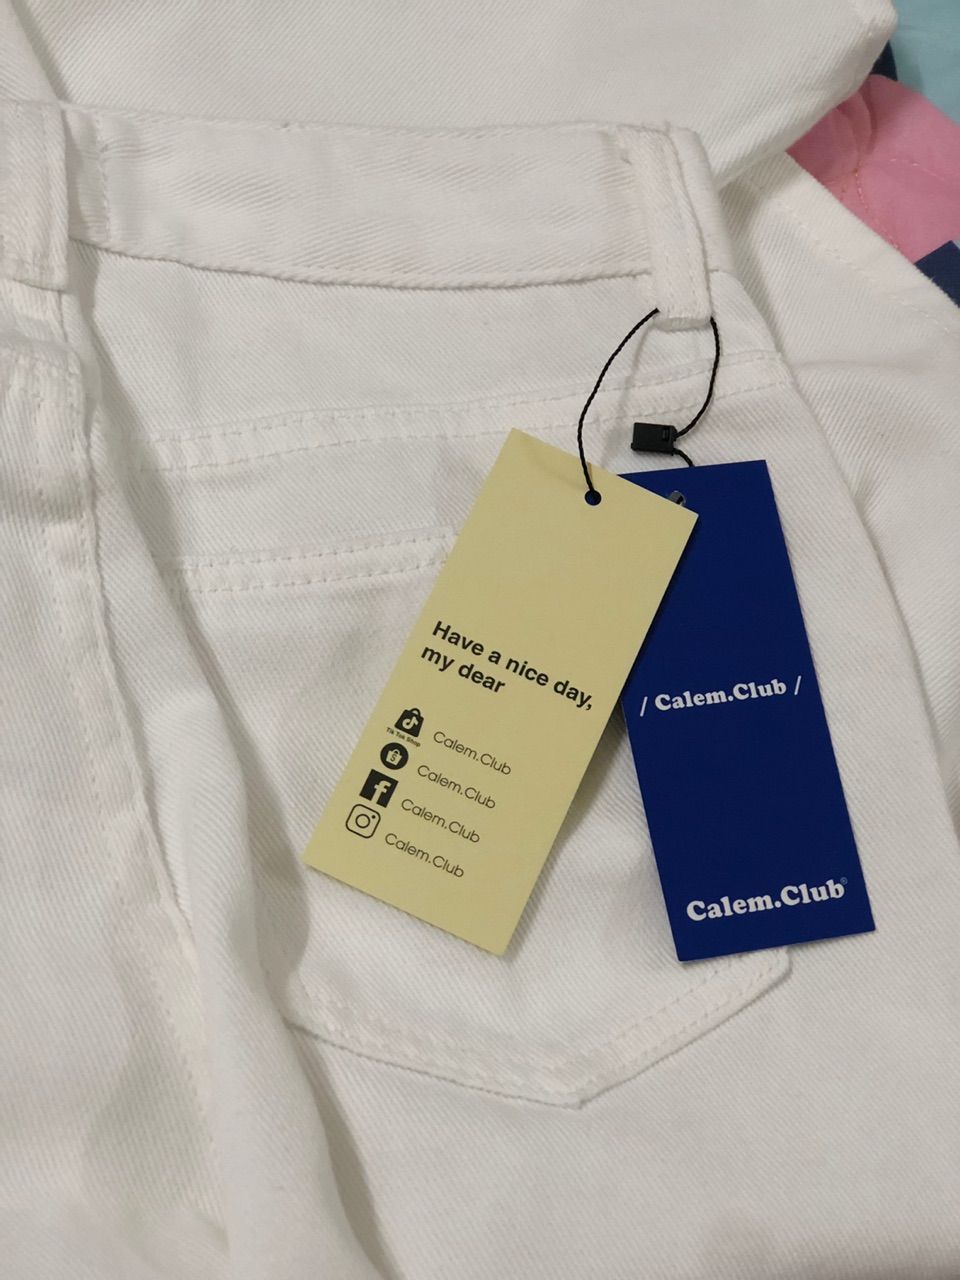 Have a nice day,
my dear
Tik Tok Shop
Calem.Club
S
Calem.Club
f
Calem.Club
Calem.Club
/ Calem.Club /
Calem.Club®